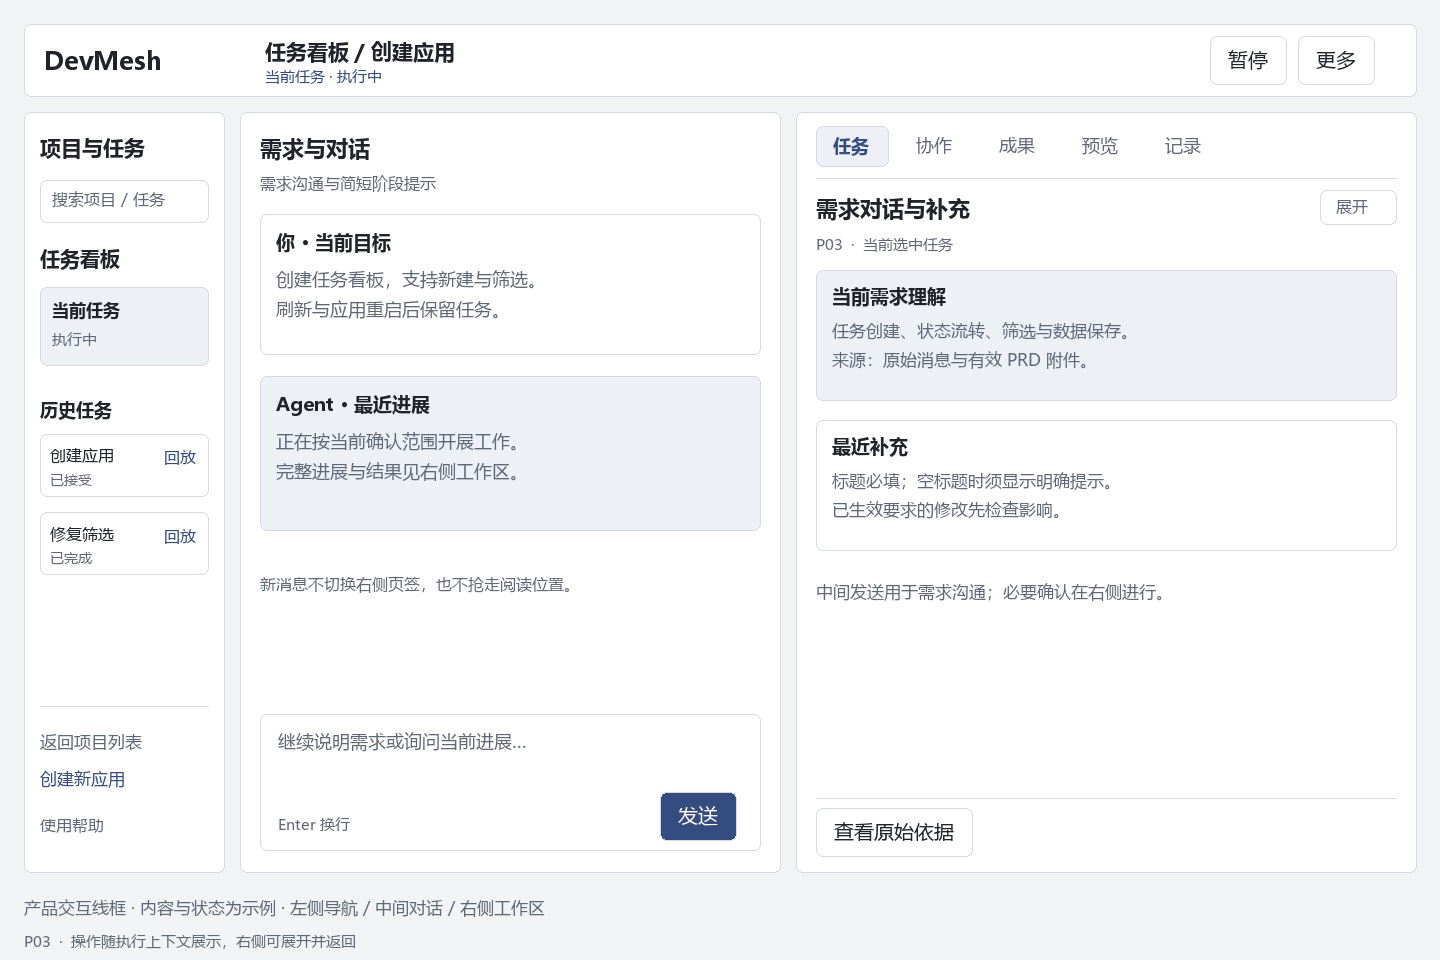 DevMesh
任务看板 / 创建应用
当前任务 · 执行中
暂停
更多
项目与任务
搜索项目 / 任务
任务看板
当前任务
执行中
历史任务
创建应用
回放
已接受
修复筛选
回放
已完成
返回项目列表
创建新应用
使用帮助
需求与对话
需求沟通与简短阶段提示
你 · 当前目标
创建任务看板，支持新建与筛选。
刷新与应用重启后保留任务。
Agent · 最近进展
正在按当前确认范围开展工作。
完整进展与结果见右侧工作区。
新消息不切换右侧页签，也不抢走阅读位置。
继续说明需求或询问当前进展...
Enter 换行
发送
任务
协作
成果
预览
记录
需求对话与补充
展开
P03 · 当前选中任务
当前需求理解
任务创建、状态流转、筛选与数据保存。
来源：原始消息与有效 PRD 附件。
最近补充
标题必填；空标题时须显示明确提示。
已生效要求的修改先检查影响。
中间发送用于需求沟通；必要确认在右侧进行。
查看原始依据
产品交互线框 · 内容与状态为示例 · 左侧导航 / 中间对话 / 右侧工作区
P03 · 操作随执行上下文展示，右侧可展开并返回